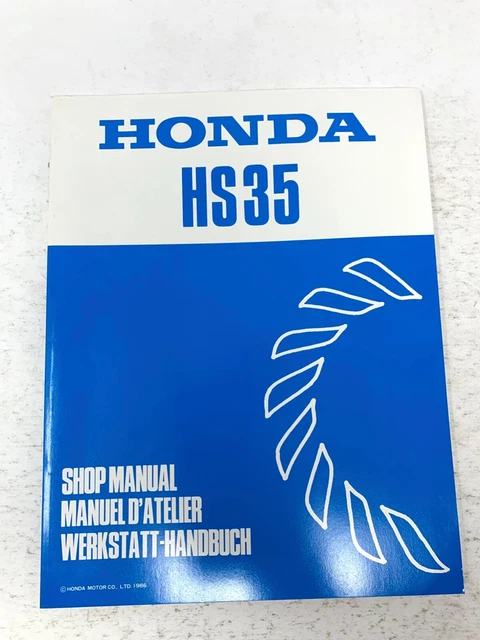 HONDA
HS35
SHOP MANUAL
MANUEL D'ATELIER
WERKSTATT-HANDBUCH
© HONDA MOTOR CO., LTD. 1986